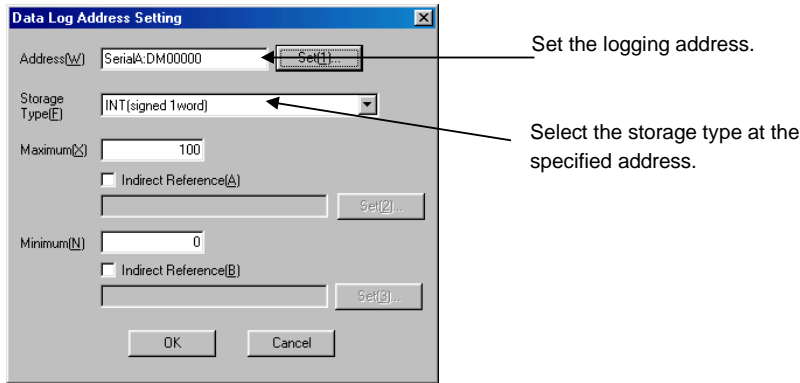 Data Log Address Setting
Address(W) SerialA:DM00000 Set(1)...
Set the logging address.
Storage
Type(F) INT(signed 1word)
Select the storage type at the
specified address.
Maximum(X) 100
Indirect Reference(A)
Set(2)...
Minimum(N) 0
Indirect Reference(B)
Set(3)...
OK Cancel